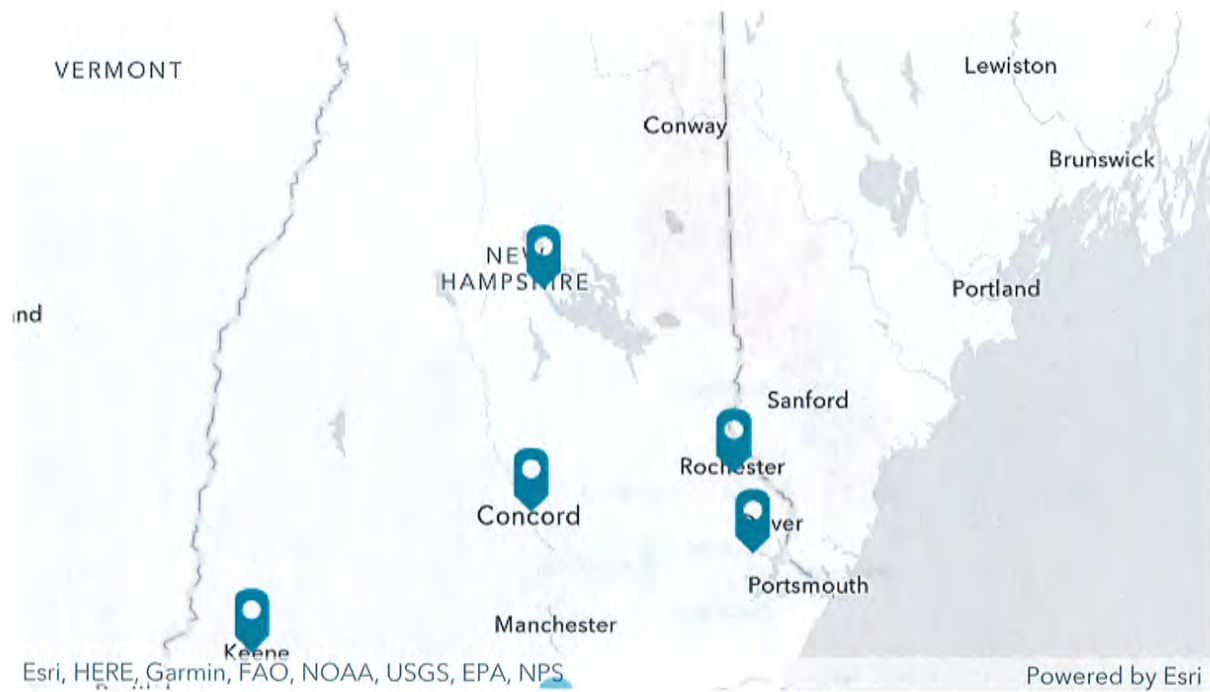 VERMONT
Lewiston
Conway
Brunswick
NEW
HAMPSHIRE
Portland
nd
Sanford
Rochester
Concord
Portsmouth
Manchester
Keene
Esri, HERE, Garmin, FAO, NOAA, USGS, EPA, NPS
Powered by Esri